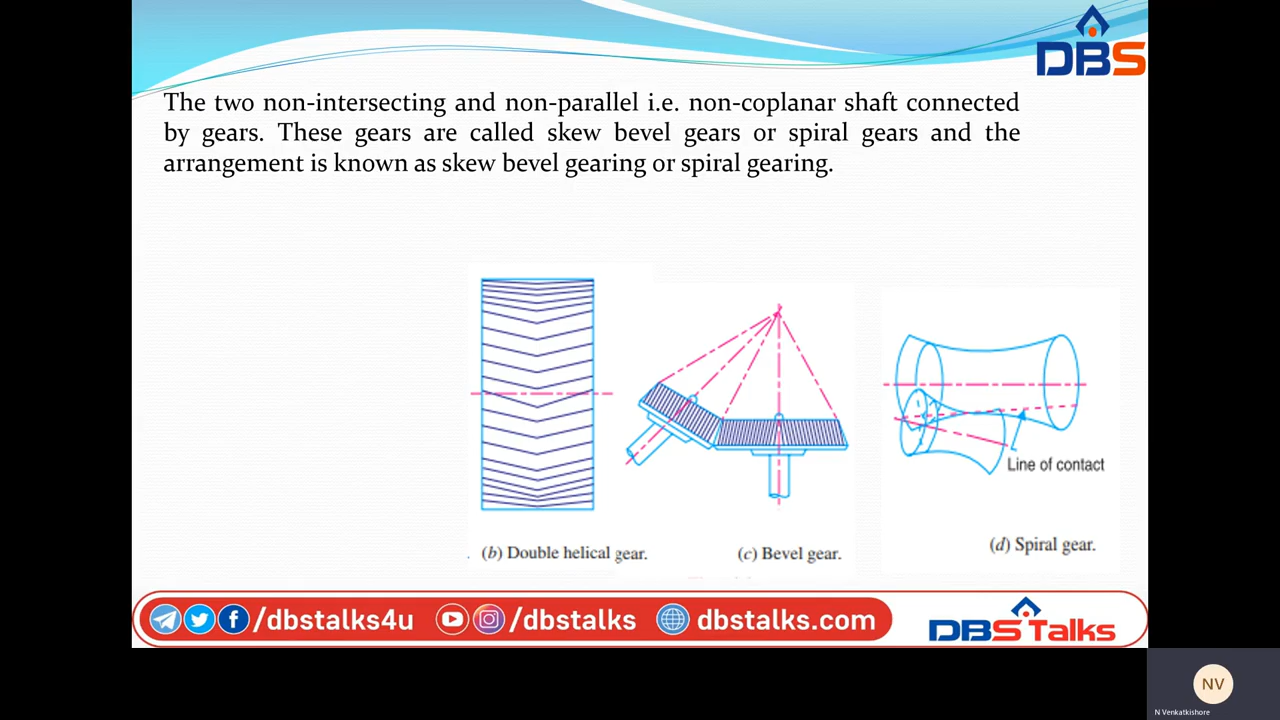 DBS
The two non-intersecting and non-parallel i.e. non-coplanar shaft connected
by gears. These gears are called skew bevel gears or spiral gears and the
arrangement is known as skew bevel gearing or spiral gearing.
Line of contact
. (b) Double helical gear.
(c) Bevel gear.
(d) Spiral gear.
/dbstalks4u
/dbstalks
dbstalks.com
DBS Talks
NV
N Venkatkishore